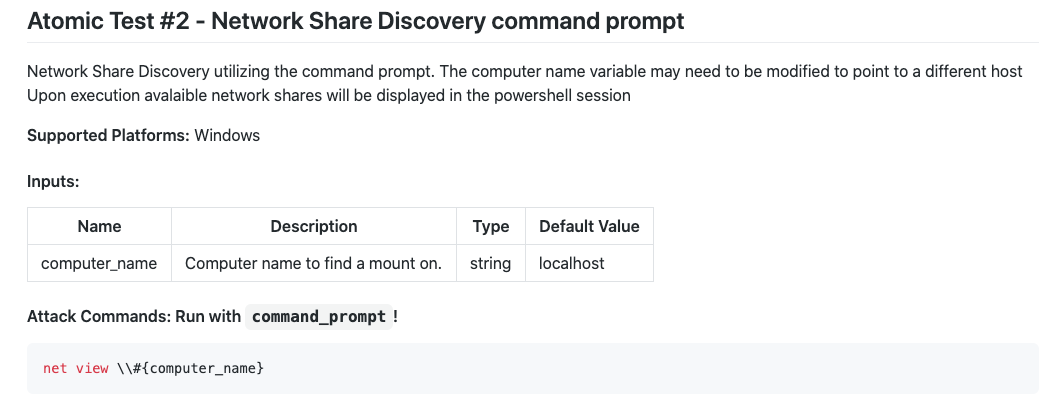 Atomic Test #2 - Network Share Discovery command prompt
Network Share Discovery utilizing the command prompt. The computer name variable may need to be modified to point to a different host
Upon execution avalaible network shares will be displayed in the powershell session
Supported Platforms: Windows
Inputs:
Name Description Type Default Value
computer_name Computer name to find a mount on. string localhost
Attack Commands: Run with command_prompt !
net view \\#{computer_name}